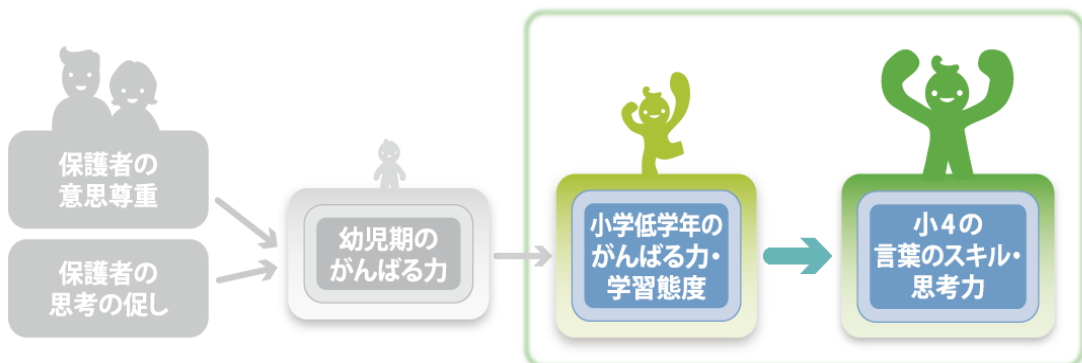 保護者の
意思尊重
保護者の
思考の促し
幼児期の
がんばる力
小学低学年の
がんばる力・
学習態度
小4の
言葉のスキル・
思考力